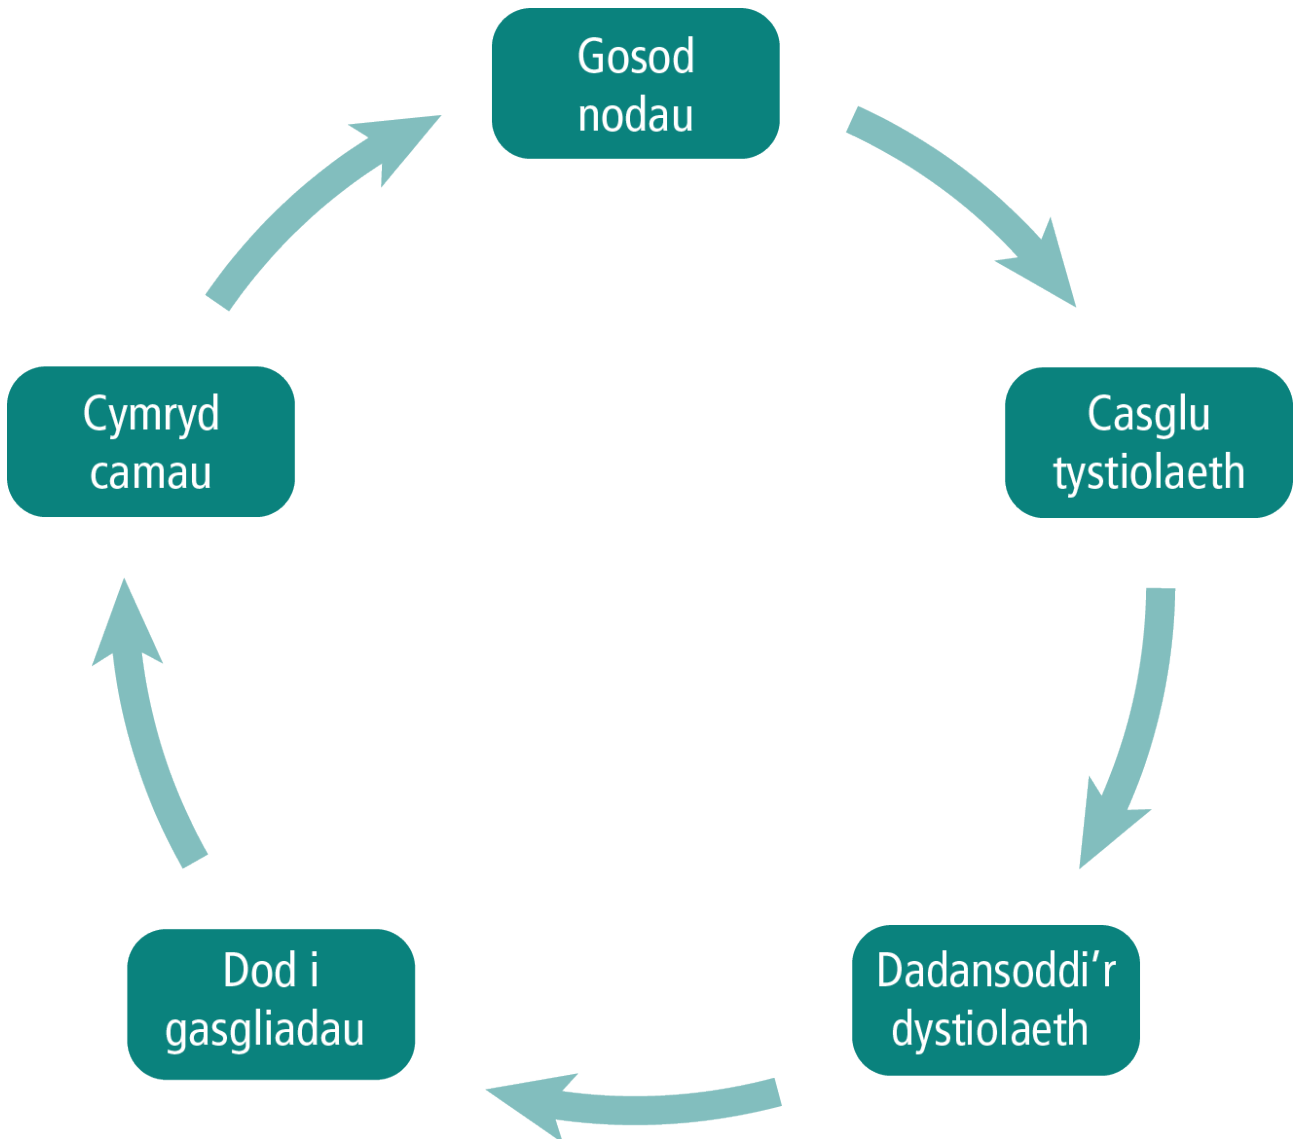 Gosod
nodau
Casglu
tystiolaeth
Dadansoddi’r
dystiolaeth
Dod i
gasgliadau
Cymryd
camau